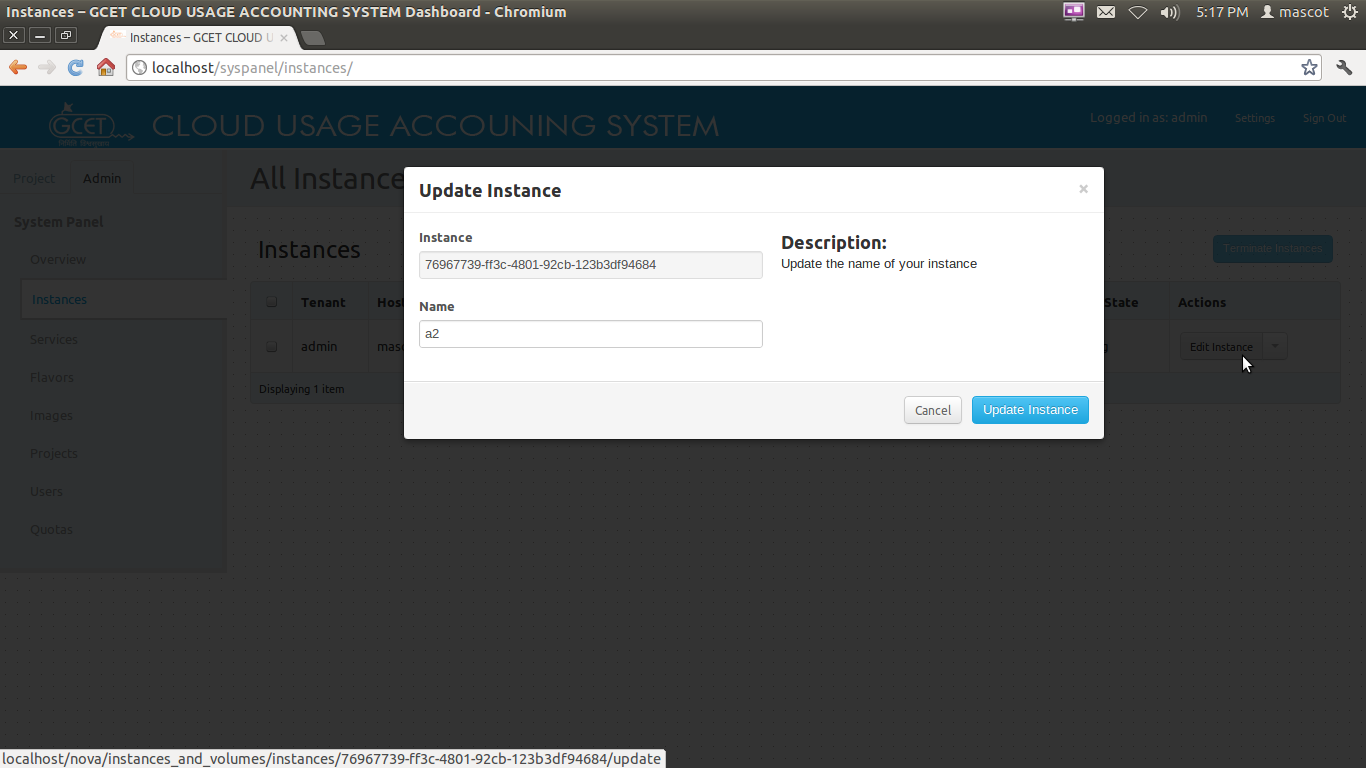 Instances – GCET CLOUD USAGE ACCOUNTING SYSTEM Dashboard - Chromium
5:17 PM mascot
Instances – GCET CLOUD U
localhost/syspanel/instances/
GCET CLOUD USAGE ACCOUNING SYSTEM
Logged in as: admin Settings Sign Out
Project Admin
All Instance
System Panel
Overview
Instances
Services
Flavors
Images
Projects
Users
Quotas
Instances
Terminate Instances
Tenant Hos State Actions
admin masc g Edit Instance
Displaying 1 item
Update Instance ×
Instance
76967739-ff3c-4801-92cb-123b3df94684
Name
a2
Description:
Update the name of your instance
Cancel Update Instance
localhost/nova/instances_and_volumes/instances/76967739-ff3c-4801-92cb-123b3df94684/update